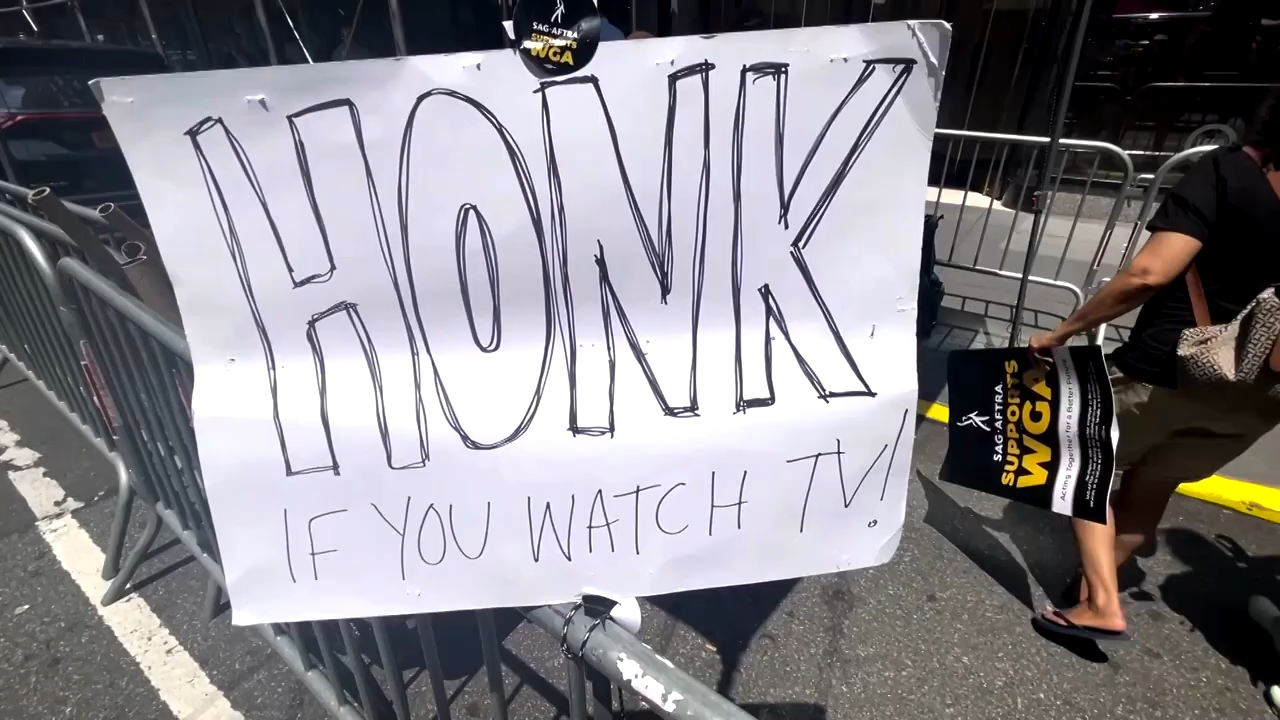 SAG·AFTRA
SUPPORTS
WGA
HONK
IF YOU WATCH TV!
SAG·AFTRA
SUPPORTS
WGA
Acting Together for a Better Future